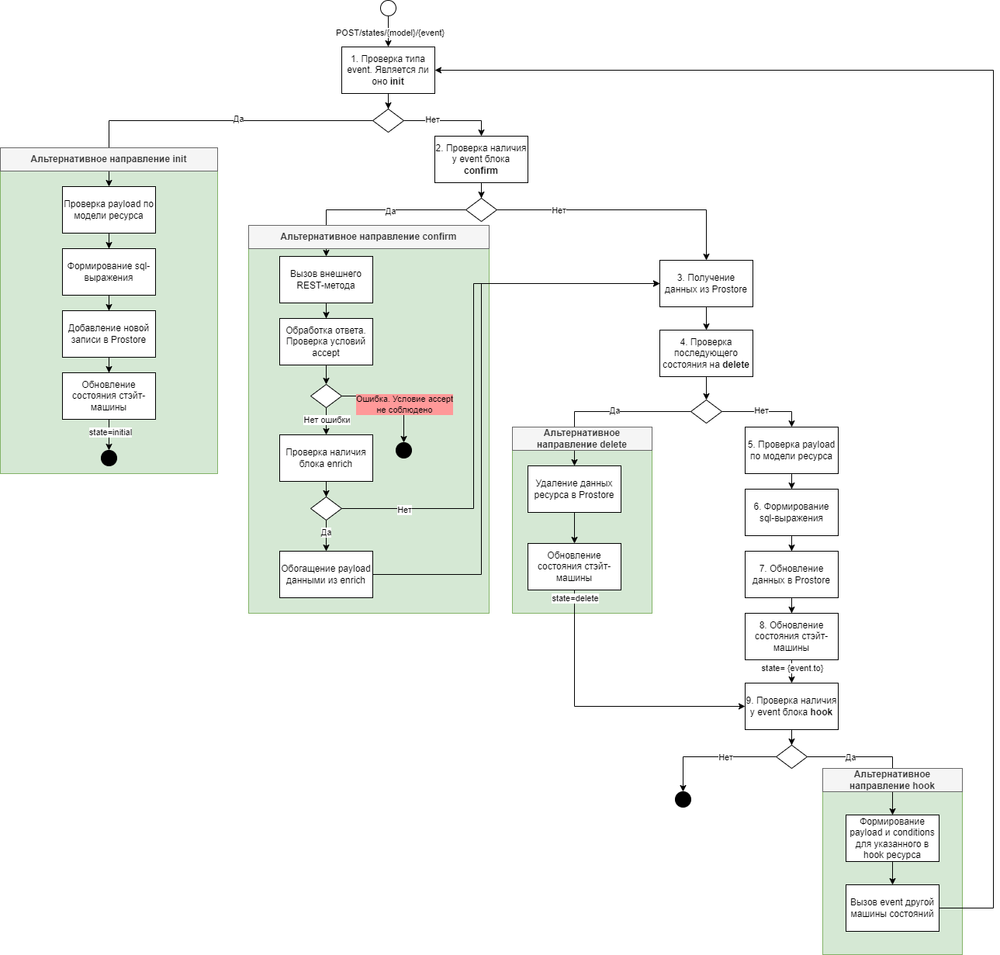 POST/states/{model}/{event}
1. Проверка типа
event. Является ли
оно init
Да
Нет
Альтернативное направление init
Проверка payload по
модели ресурса
Формирование sql-
выражения
Добавление новой
записи в Prostore
Обновление
состояния стэйт-
машины
state=initial
2. Проверка наличия
у event блока
confirm
Да
Нет
Альтернативное направление confirm
Вызов внешнего
REST-метода
Обработка ответа.
Проверка условий
accept
Ошибка. Условие accept
не соблюдено
Нет ошибки
Проверка наличия
блока enrich
Нет
Да
Обогащение payload
данными из enrich
3. Получение
данных из Prostore
4. Проверка
последующего
состояния на delete
Да
Нет
Альтернативное
направление delete
Удаление данных
ресурса в Prostore
Обновление
состояния стэйт-
машины
state=delete
5. Проверка payload
по модели ресурса
6. Формирование
sql-выражения
7. Обновление
данных в Prostore
8. Обновление
состояния стэйт-
машины
state= {event.to}
9. Проверка наличия
у event блока hook
Нет
Да
Альтернативное
направление hook
Формирование
payload и conditions
для указанного в
hook ресурса
Вызов event другой
машины состояний